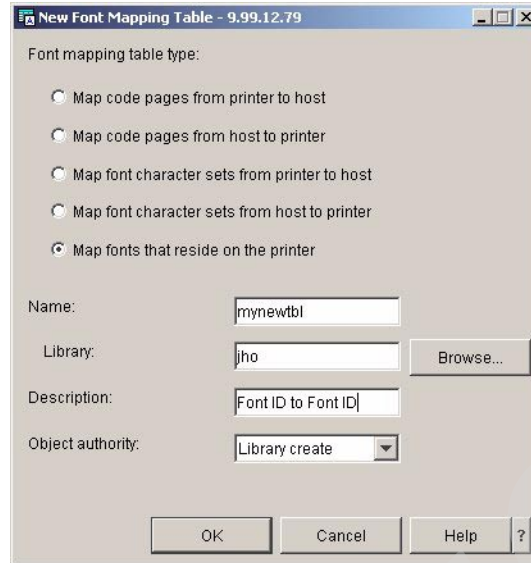 New Font Mapping Table - 9.99.12.79
Font mapping table type:
Map code pages from printer to host
Map code pages from host to printer
Map font character sets from printer to host
Map font character sets from host to printer
Map fonts that reside on the printer
Name: mynewtbl
Library: jho Browse...
Description: Font ID to Font ID
Object authority: Library create
OK Cancel Help ?